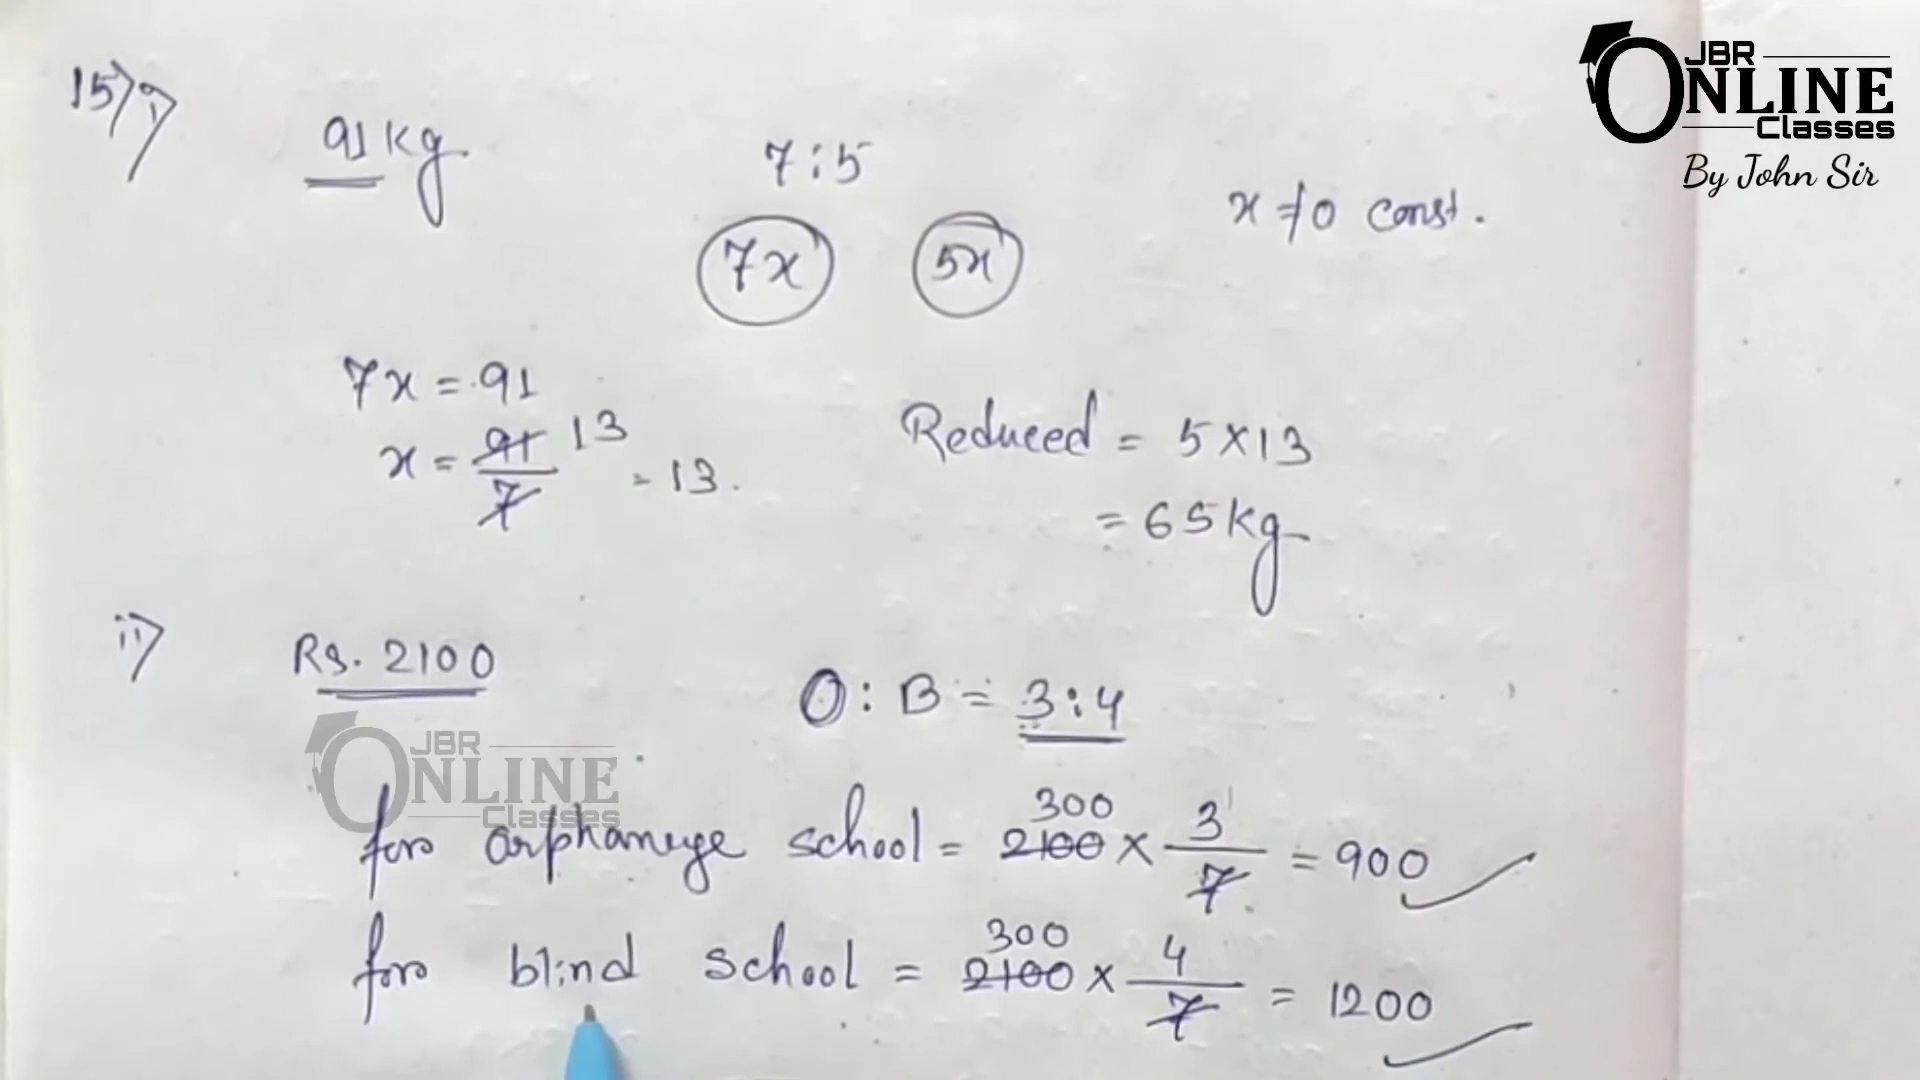 JBR
ONLINE
Classes
By John Sir
15) i)
91 kg 7 : 5
x ≠ 0 const.
7x 5x
7x = 91
x = 91/7 13 = 13.
Reduced = 5 × 13
= 65 kg
ii)
Rs. 2100 O : B = 3 : 4
JBR
ONLINE
Classes
300
for orphanege school = 2100 × 3/7 = 900
300
for blind school = 2100 × 4/7 = 1200